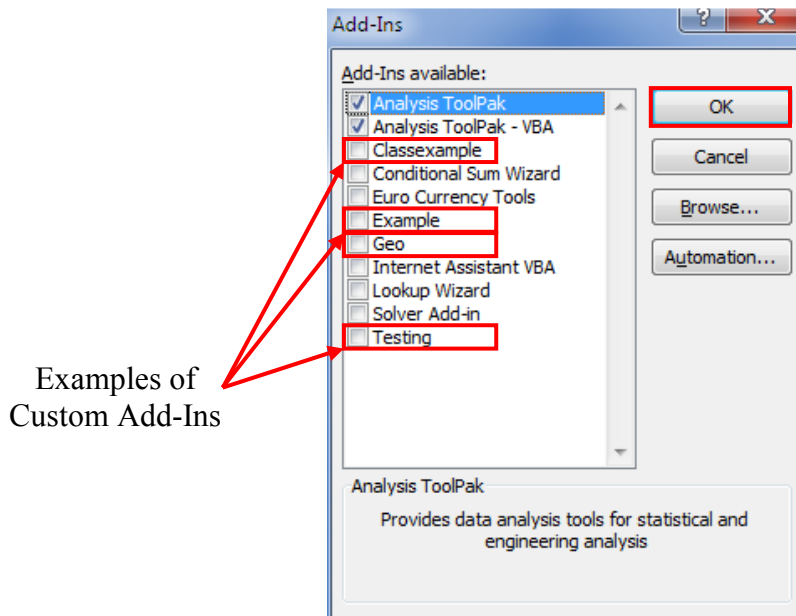 Add-Ins
?
X
Add-Ins available:
Analysis ToolPak
Analysis ToolPak - VBA
Classexample
Conditional Sum Wizard
Euro Currency Tools
Example
Geo
Internet Assistant VBA
Lookup Wizard
Solver Add-in
Testing
OK
Cancel
Browse...
Automation...
Examples of
Custom Add-Ins
Analysis ToolPak
Provides data analysis tools for statistical and
engineering analysis